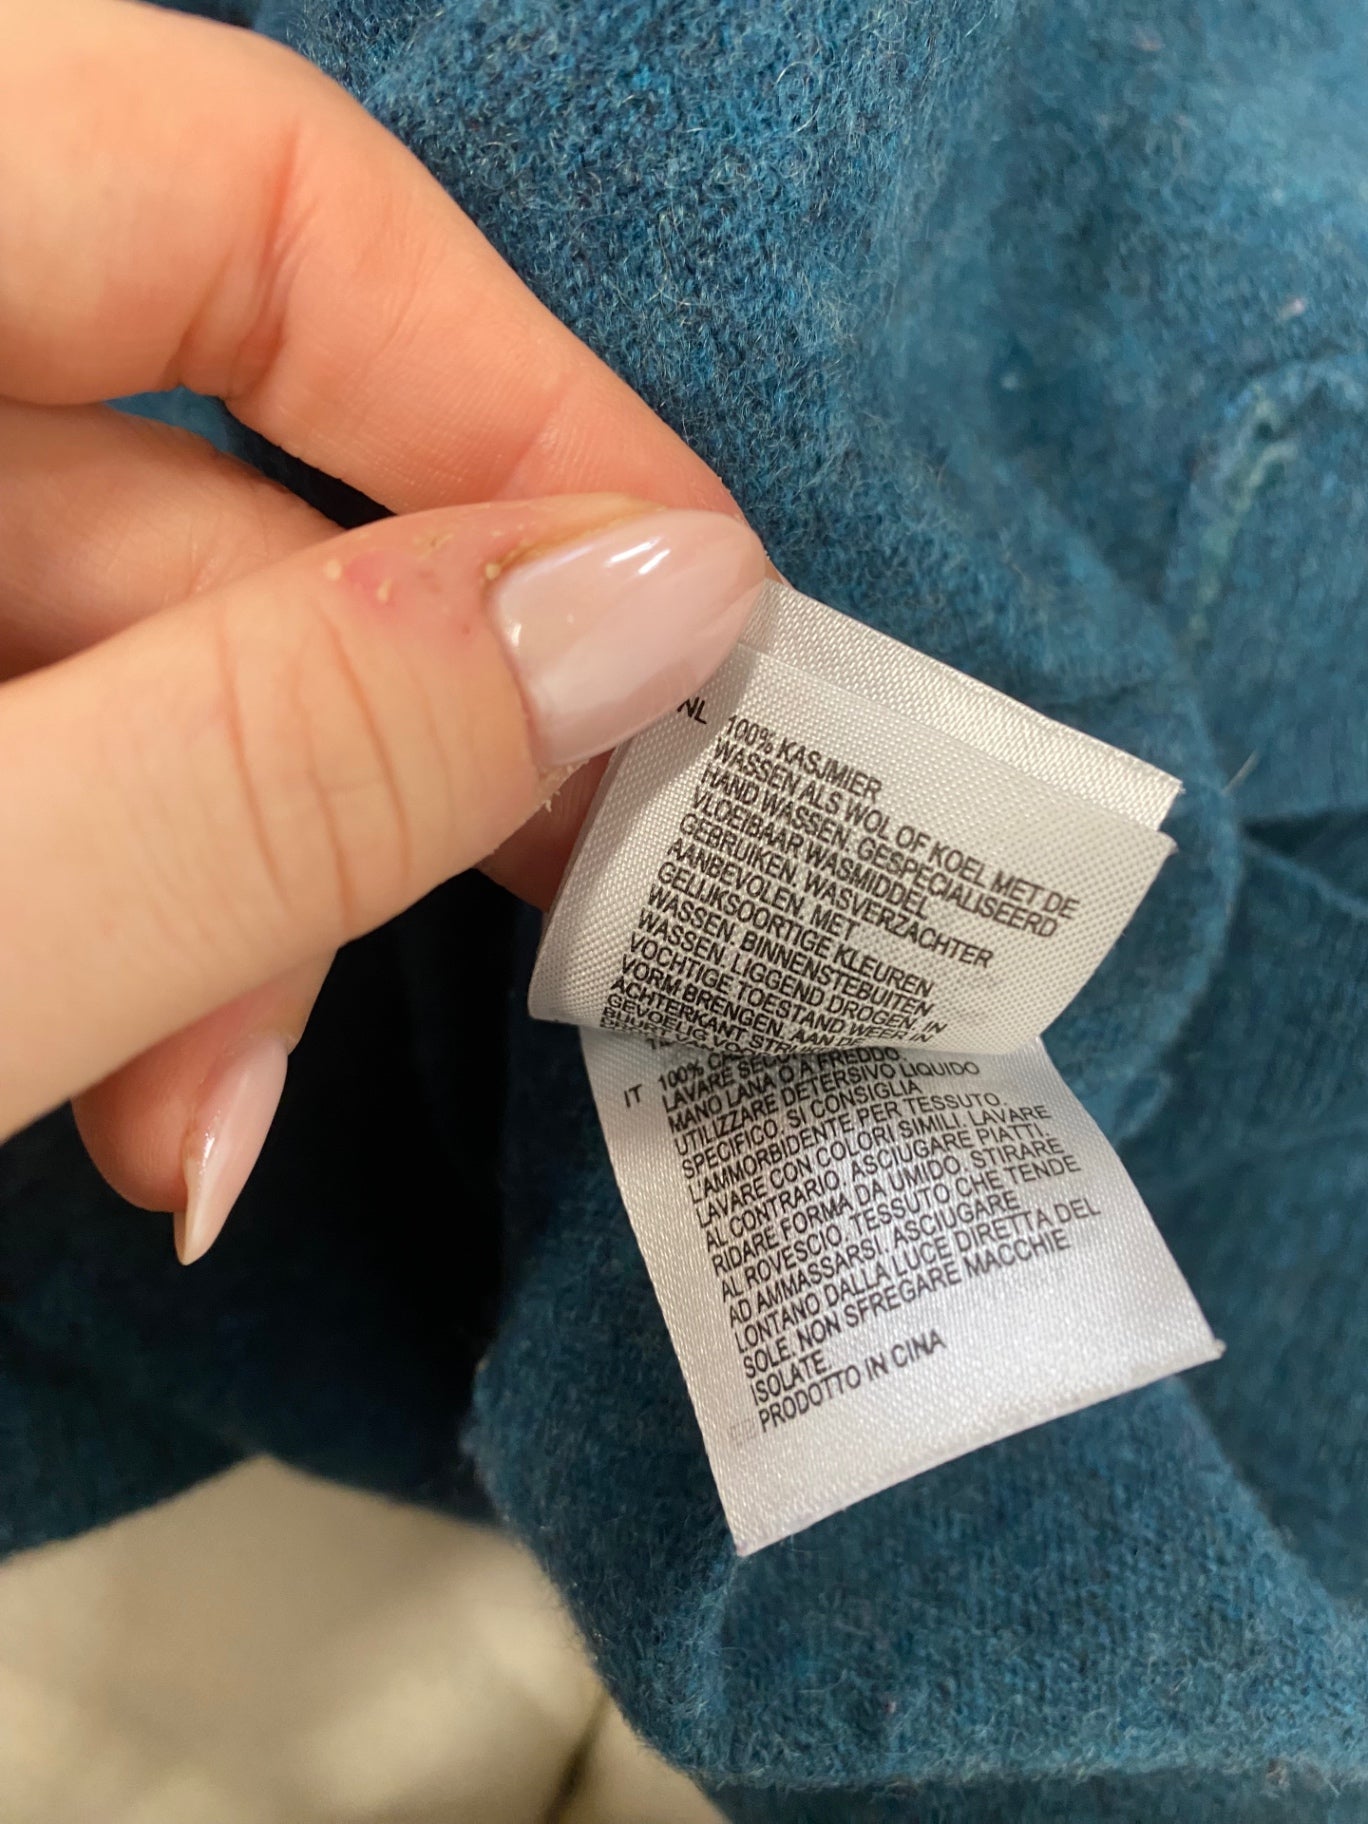 NL 100% KASJMIER
WASSEN ALS WOL OF KOEL MET DE
HAND WASSEN. GESPECIALISEERD
VLOEIBAAR WASMIDDEL
GEBRUIKEN. WASVERZACHTER
AANBEVOLEN. MET
GELIJKSOORTIGE KLEUREN
WASSEN. BINNENSTEBUITEN
WASSEN. LIGGEND DROGEN. IN
VOCHTIGE TOESTAND WEER IN
VORM BRENGEN. AAN DE
ACHTERKANT
GEVOELIG
IT 100%
LAVARE A FREDDO.
MANO LANA O A
UTILIZZARE DETERSIVO LIQUIDO
SPECIFICO. SI CONSIGLIA
L'AMMORBIDENTE PER TESSUTO.
LAVARE CON COLORI SIMILI. LAVARE
AL CONTRARIO. ASCIUGARE PIATTI.
RIDARE FORMA DA UMIDO. STIRARE
AL ROVESCIO. TESSUTO CHE TENDE
AD AMMASSARSI. ASCIUGARE
LONTANO DALLA LUCE DIRETTA DEL
SOLE. NON SFREGARE MACCHIE
ISOLATE.
PRODOTTO IN CINA